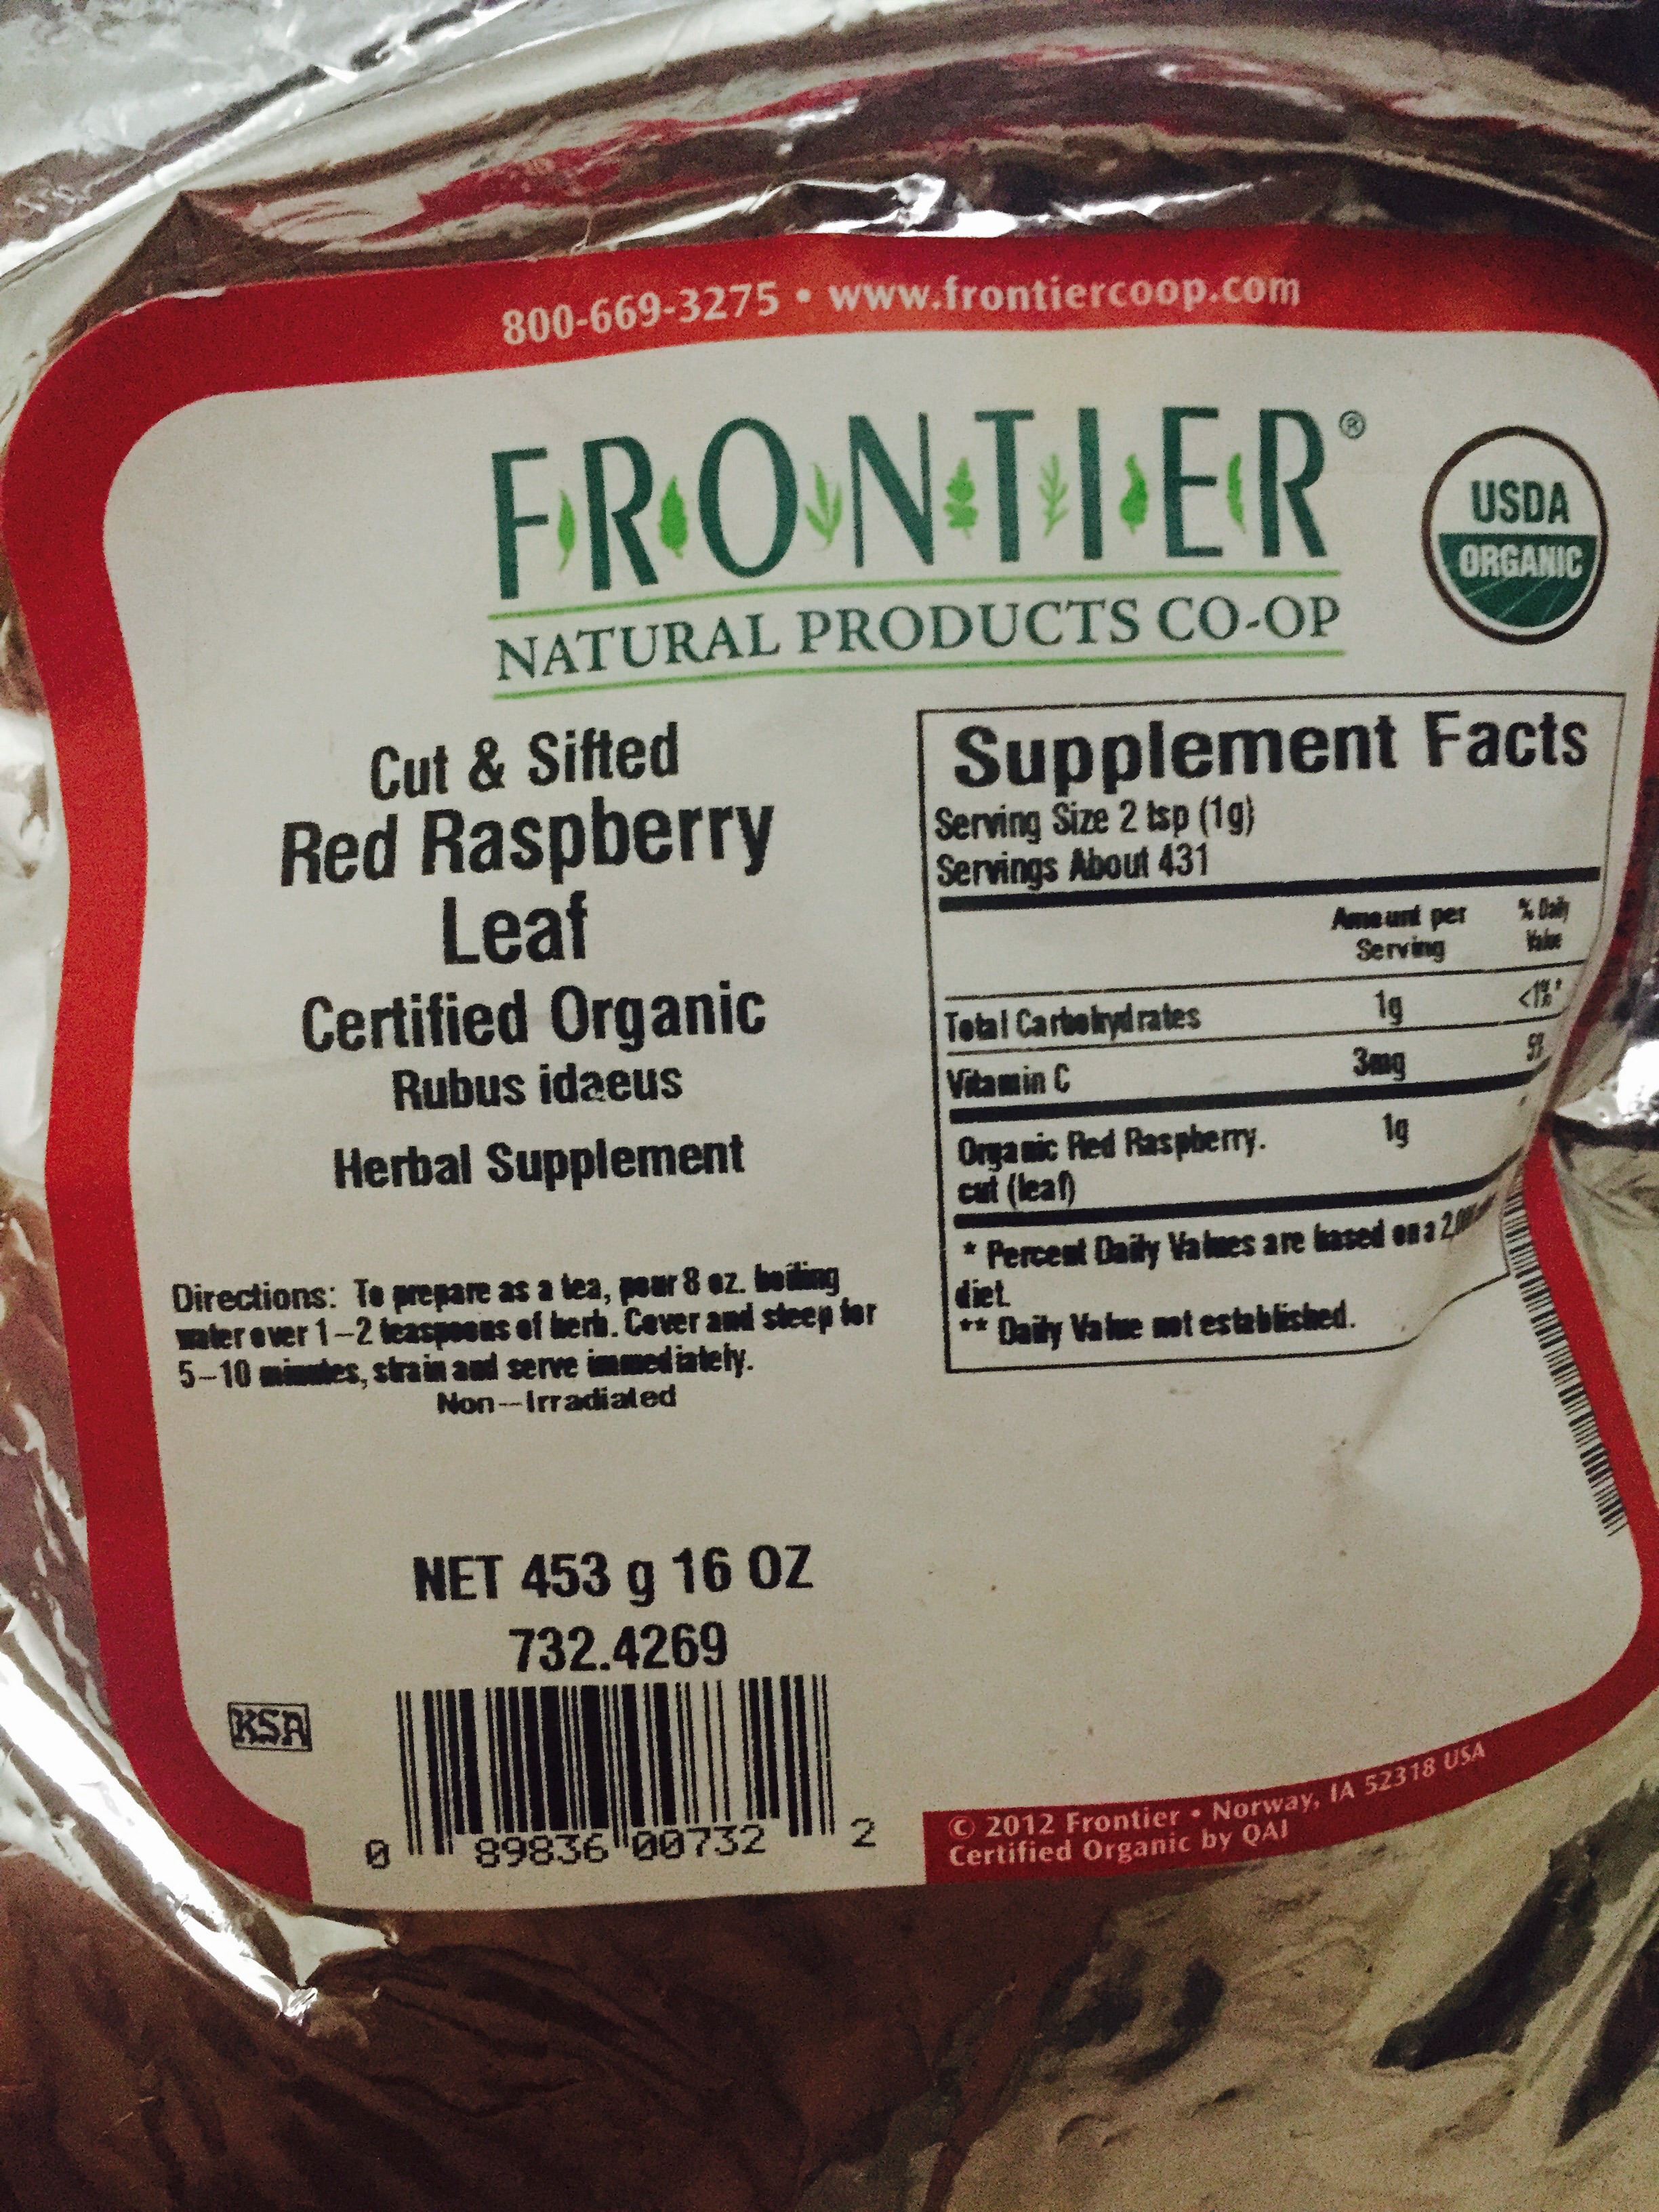 800-669-3275 • www.frontiercoop.com
FRONTIER®
NATURAL PRODUCTS CO-OP
USDA
ORGANIC
Cut & Sifted
Red Raspberry
Leaf
Certified Organic
Rubus idaeus
Herbal Supplement
Directions: To prepare as a tea, pour 8 oz. boiling
water over 1-2 teaspoons of herb. Cover and steep for
5-10 minutes, strain and serve immediately.
Non--Irradiated
NET 453 g 16 OZ
732.4269
KSA
0 89836 00732 2
Supplement Facts
Serving Size 2 tsp (1g)
Servings About 431
Amount per % Daily
Serving Value
Total Carbohydrates 1g <1%*
Vitamin C 3mg 5%
Organic Red Raspberry. 1g
cut (leaf)
* Percent Daily Values are based on a
diet.
** Daily Value not established.
© 2012 Frontier • Norway, IA 52318 USA
Certified Organic by QAI